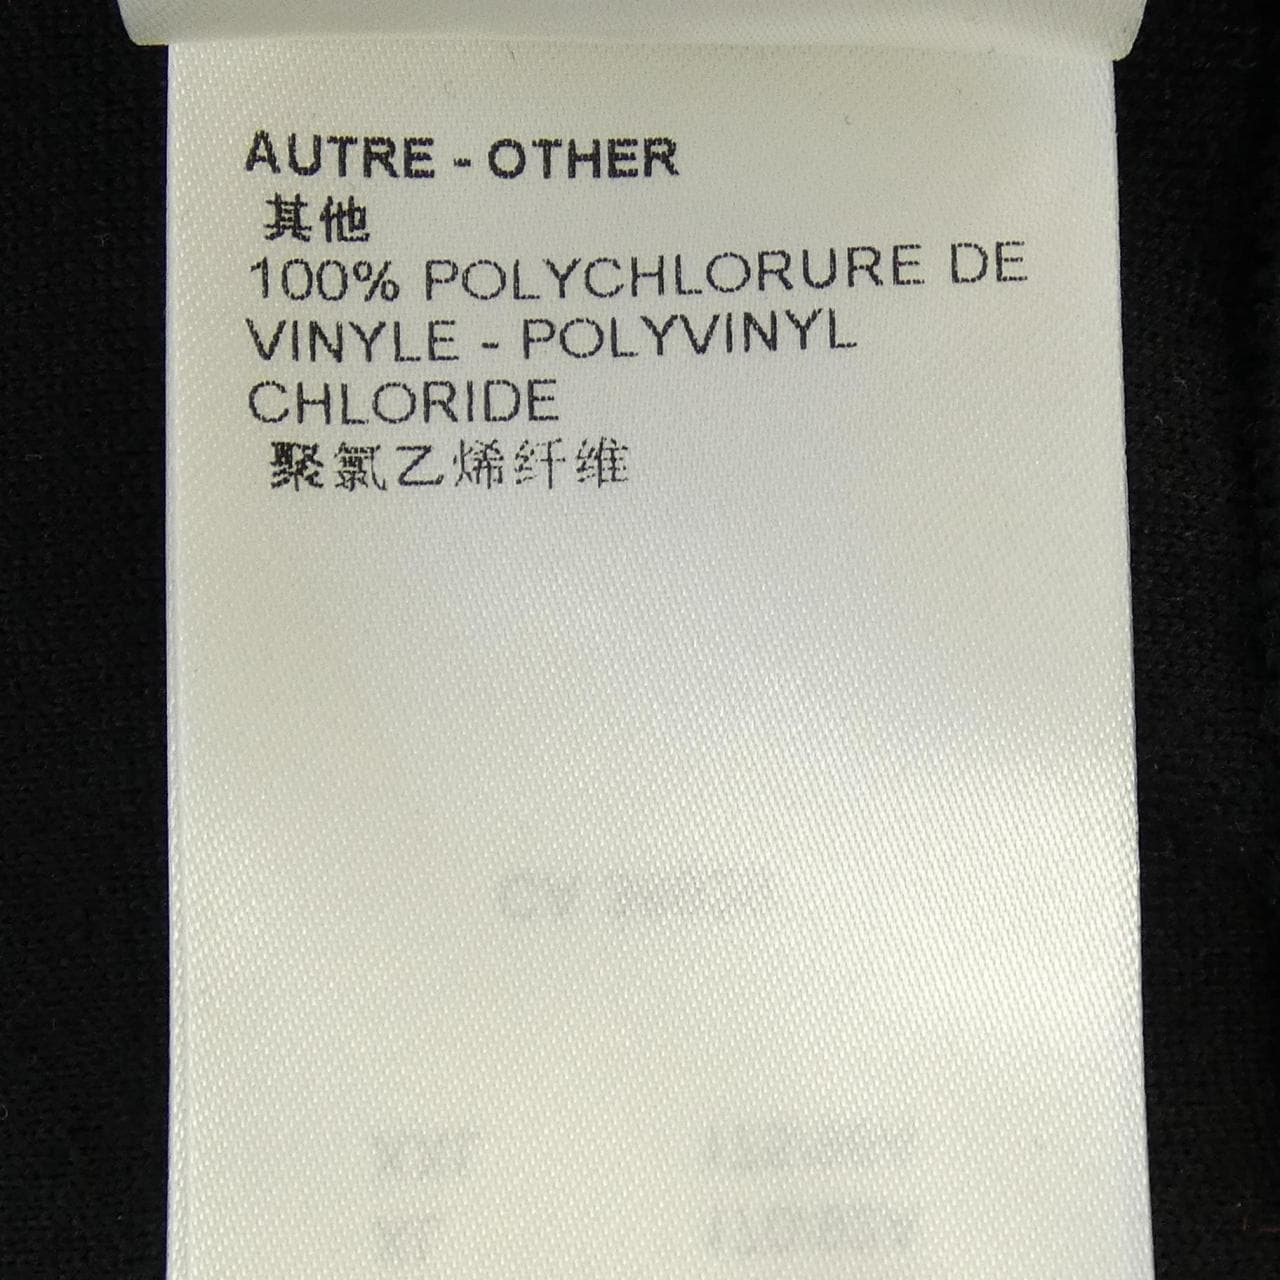 AUTRE - OTHER
其他
100% POLYCHLORURE DE
VINYLE - POLYVINYL
CHLORIDE
聚氯乙烯纤维